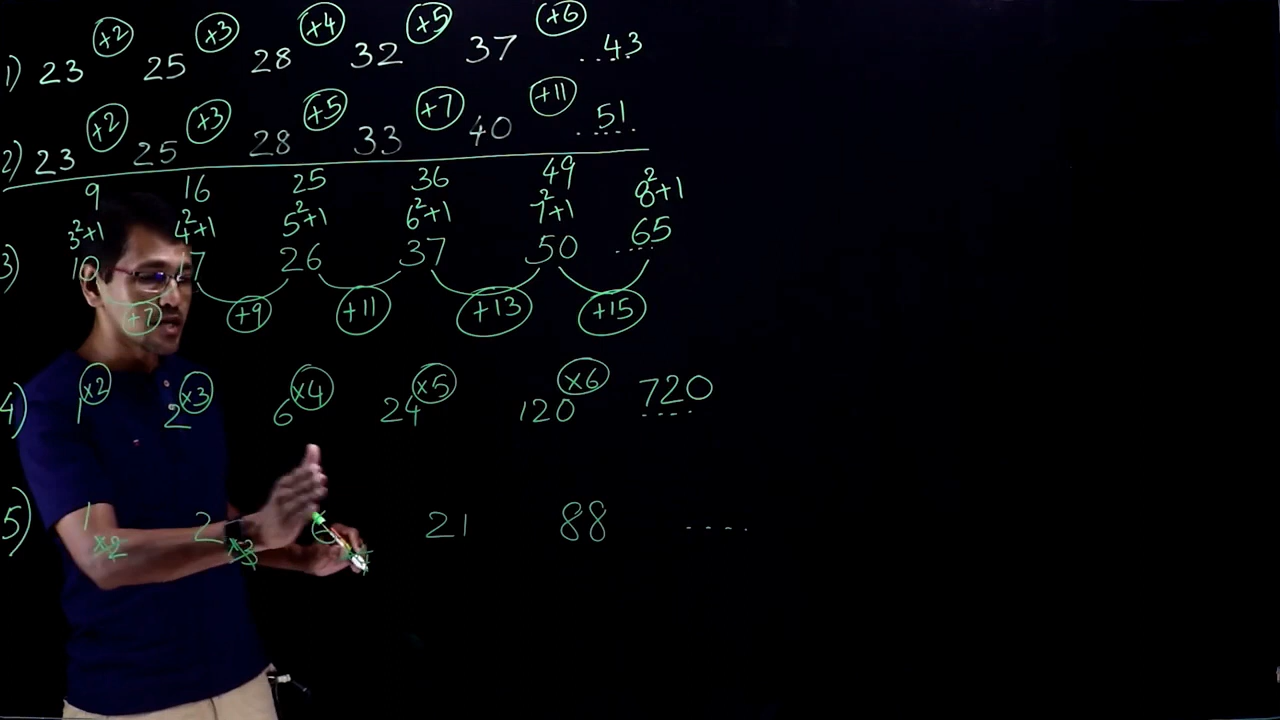 +2 +3 +4 +5 +6
1) 23 25 28 32 37 ....43
+2 +3 +5 +7 +11
2) 23 25 28 33 40 .....51
9 16 25 36 49
3²+1 4²+1 5²+1 6²+1 7²+1 8²+1
3) 10 17 26 37 50 ....65
+7 +9 +11 +13 +15
×2 ×3 ×4 ×5 ×6
4) 1 2 6 24 120 720
....
5) 1 2 21 88 ....
×2 ×3